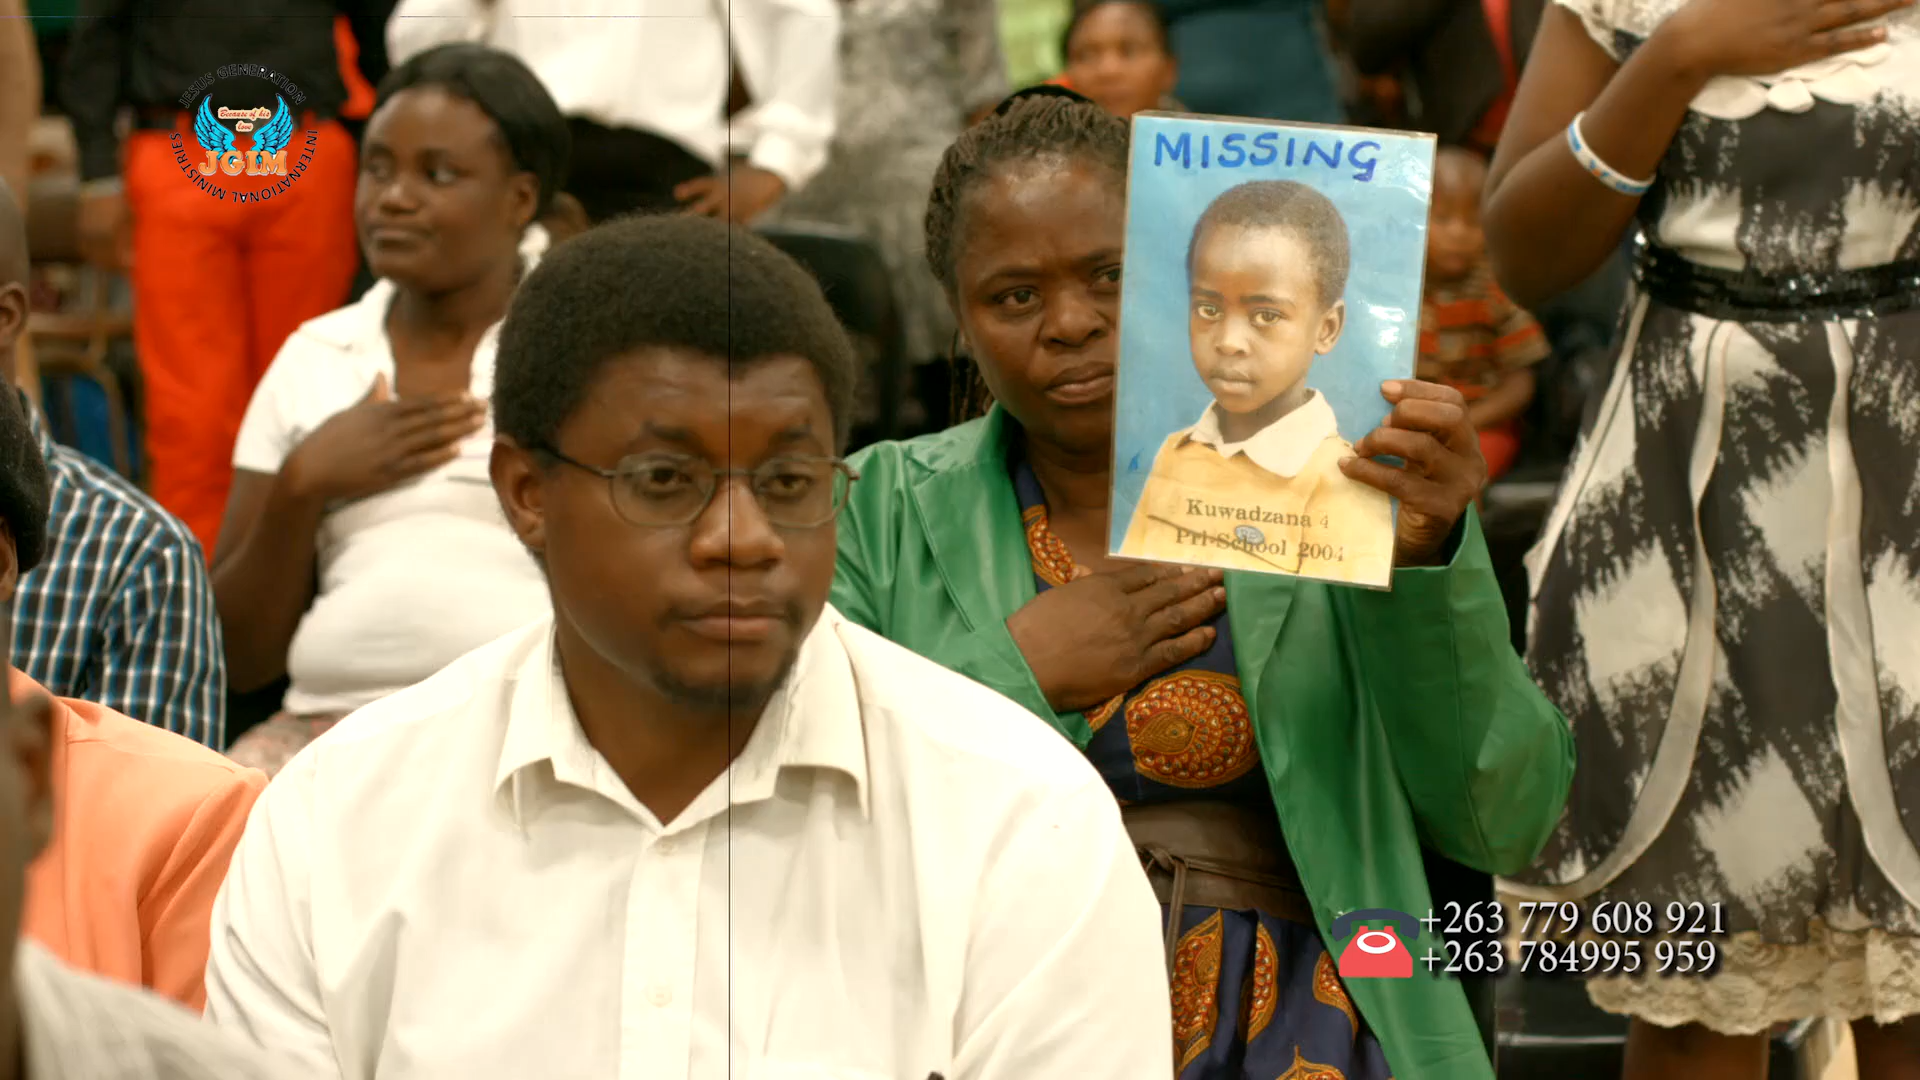 JESUS GENERATION
INTERNATIONAL MINISTRIES
Because of his
love
JGIM
MISSING
Kuwadzana 4
Pri-School 2004
+263 779 608 921
+263 784995 959